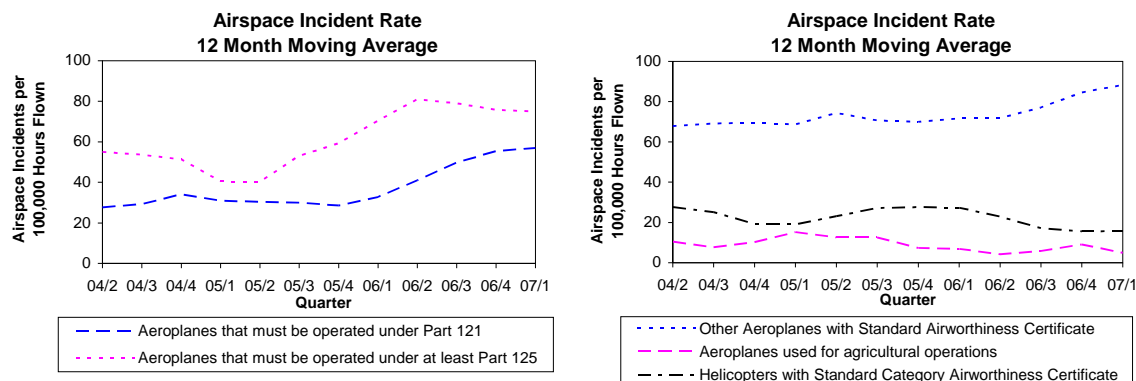 Airspace Incident Rate
12 Month Moving Average
Airspace Incidents per
100,000 Hours Flown
100
80
60
40
20
0
04/2 04/3 04/4 05/1 05/2 05/3 05/4 06/1 06/2 06/3 06/4 07/1
Quarter
Aeroplanes that must be operated under Part 121
Aeroplanes that must be operated under at least Part 125
Airspace Incident Rate
12 Month Moving Average
Airspace Incidents per
100,000 Hours Flown
100
80
60
40
20
0
04/2 04/3 04/4 05/1 05/2 05/3 05/4 06/1 06/2 06/3 06/4 07/1
Quarter
Other Aeroplanes with Standard Airworthiness Certificate
Aeroplanes used for agricultural operations
Helicopters with Standard Category Airworthiness Certificate